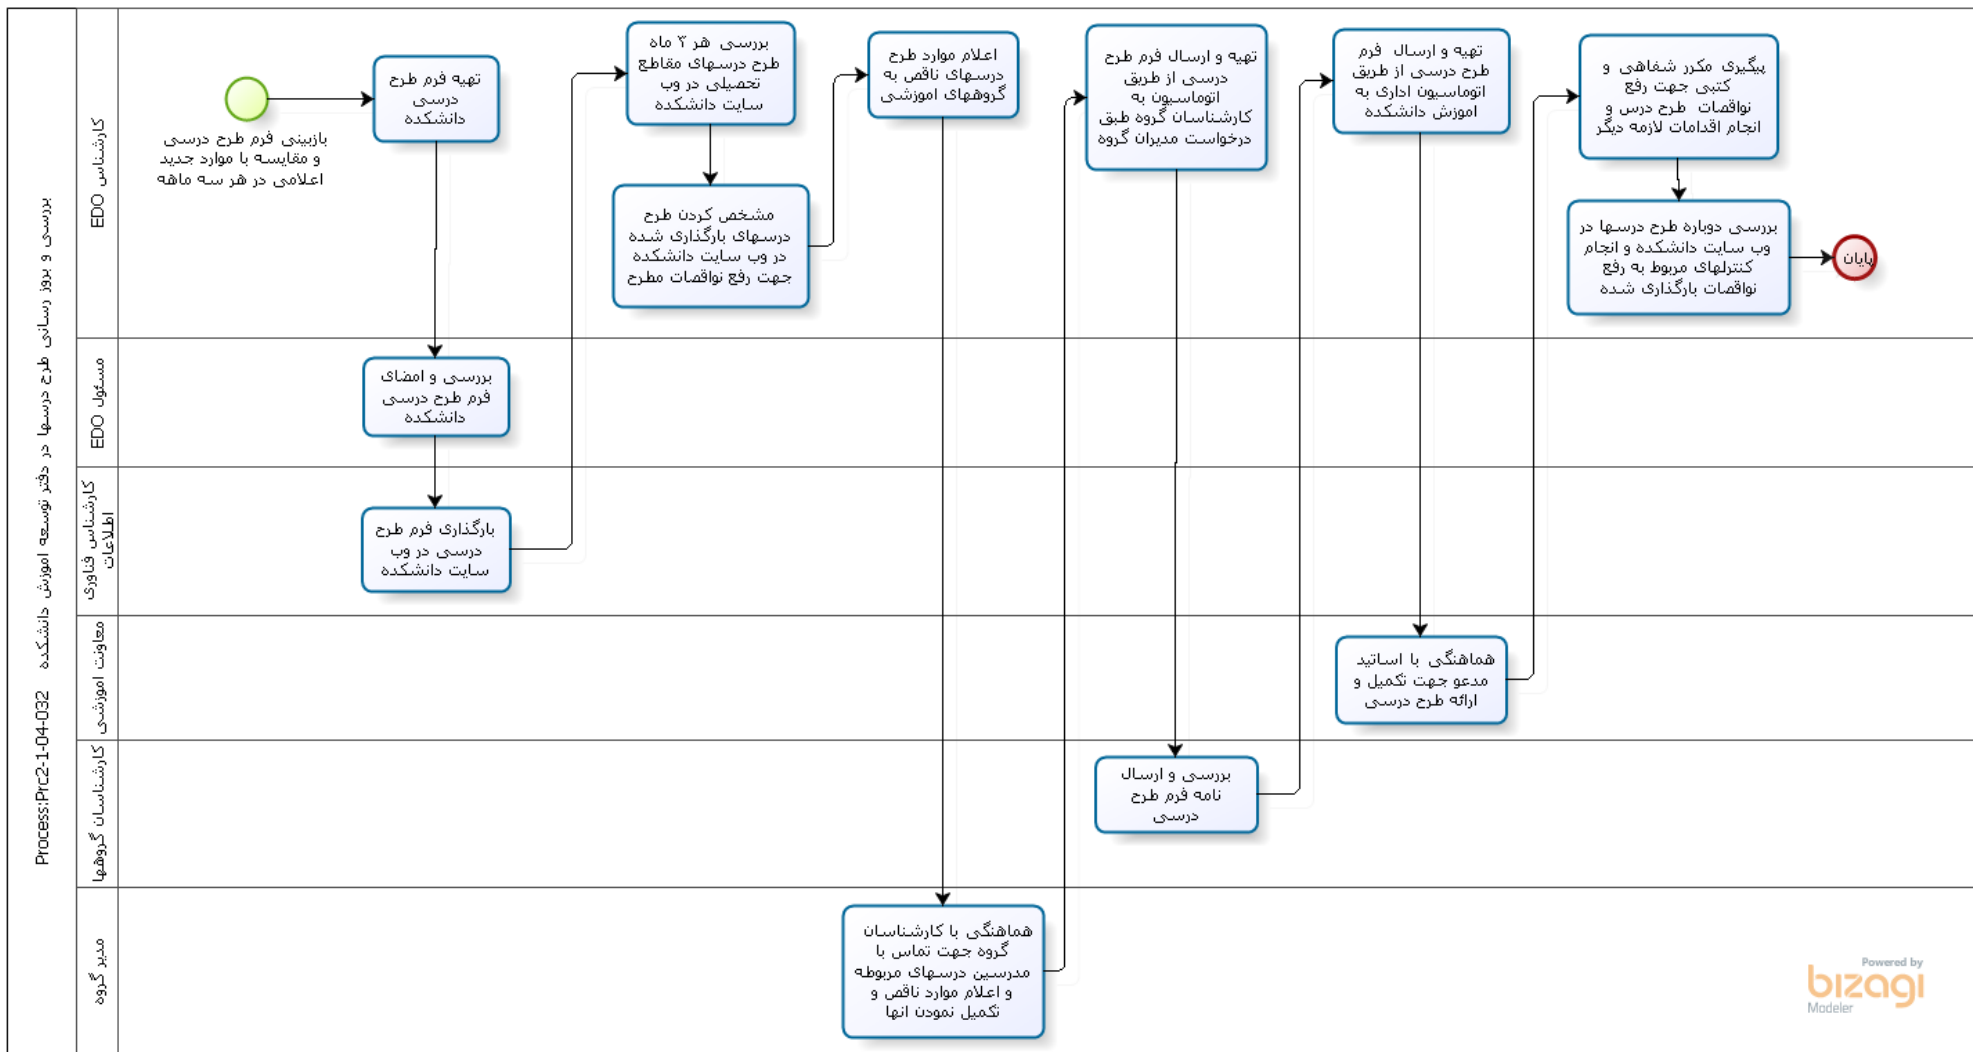 Process:Prc2-1-04-032 بررسی و بروز رسانی طرح درسها در دفتر توسعه اموزش دانشکده
کارشناس EDO
بازبینی فرم طرح درسی
و مقایسه با موارد جدید
اعلامی در هر سه ماهه
تهیه فرم طرح
درسی
دانشکده
بررسی هر ۳ ماه
طرح درسهای مقاطع
تحصیلی در وب
سایت دانشکده
مشخص کردن طرح
درسهای بارگذاری شده
در وب سایت دانشکده
جهت رفع نواقصات مطرح
اعلام موارد طرح
درسهای ناقص به
گروههای اموزشی
تهیه و ارسال فرم طرح
درسی از طریق
اتوماسیون به
کارشناسان گروه طبق
درخواست مدیران گروه
تهیه و ارسال فرم
طرح درسی از طریق
اتوماسیون اداری به
اموزش دانشکده
پیگیری مکرر شفاهی و
کتبی جهت رفع
نواقصات طرح درس و
انجام اقدامات لازمه دیگر
بررسی دوباره طرح درسها در
وب سایت دانشکده و انجام
کنترلهای مربوط به رفع
نواقصات بارگذاری شده
پایان
مسئول EDO
بررسی و امضای
فرم طرح درسی
دانشکده
کارشناس فناوری
اطلاعات
بارگذاری فرم طرح
درسی در وب
سایت دانشکده
معاونت اموزشی
هماهنگی با اساتید
مدعو جهت تکمیل و
ارائه طرح درسی
کارشناسان گروهها
بررسی و ارسال
نامه فرم طرح
درسی
مدیر گروه
هماهنگی با کارشناسان
گروه جهت تماس با
مدرسین درسهای مربوطه
و اعلام موارد ناقص و
تکمیل نمودن انها
Powered by
bizagi
Modeler